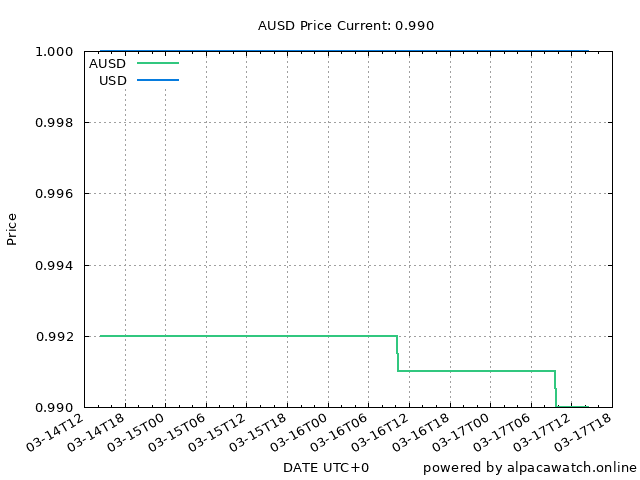 AUSD Price Current: 0.990
1.000
AUSD
USD
0.998
0.996
Price
0.994
0.992
0.990
03-14T12
03-14T18
03-15T00
03-15T06
03-15T12
03-15T18
03-16T00
03-16T06
03-16T12
03-16T18
03-17T00
03-17T06
03-17T12
03-17T18
DATE UTC+0
powered by alpacawatch.online